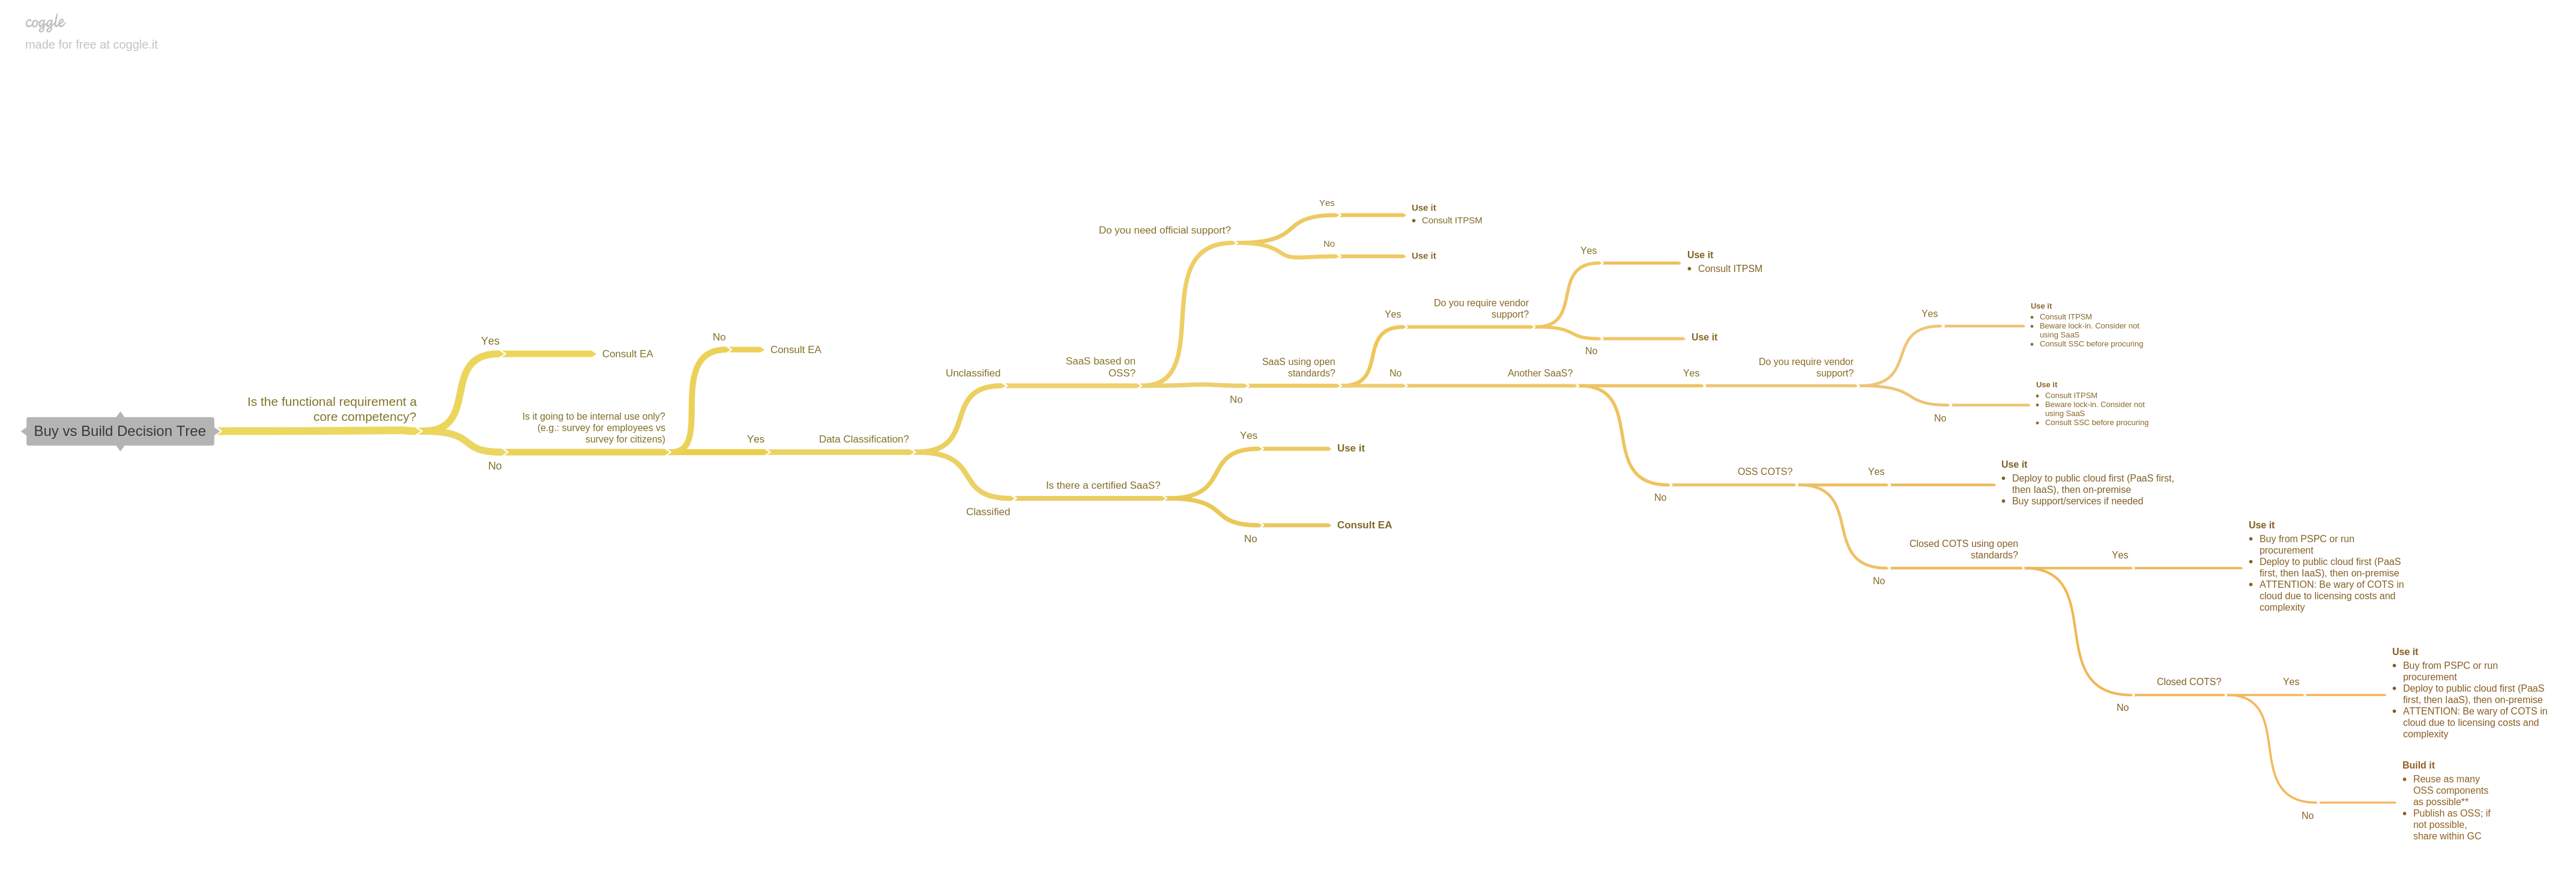 coggle
made for free at coggle.it
Buy vs Build Decision Tree
Is the functional requirement a
core competency?
Yes
Consult EA
No
Is it going to be internal use only?
(e.g.: survey for employees vs
survey for citizens)
No
Consult EA
Yes
Data Classification?
Unclassified
SaaS based on
OSS?
Do you need official support?
Yes
Use it
• Consult ITPSM
No
Use it
No
SaaS using open
standards?
Yes
Do you require vendor
support?
Yes
Use it
• Consult ITPSM
No
Use it
No
Another SaaS?
Yes
Do you require vendor
support?
Yes
Use it
• Consult ITPSM
• Beware lock-in. Consider not
using SaaS
• Consult SSC before procuring
No
Use it
• Consult ITPSM
• Beware lock-in. Consider not
using SaaS
• Consult SSC before procuring
No
OSS COTS?
Yes
Use it
• Deploy to public cloud first (PaaS first,
then IaaS), then on-premise
• Buy support/services if needed
No
Closed COTS using open
standards?
Yes
Use it
• Buy from PSPC or run
procurement
• Deploy to public cloud first (PaaS
first, then IaaS), then on-premise
• ATTENTION: Be wary of COTS in
cloud due to licensing costs and
complexity
No
Closed COTS?
Yes
Use it
• Buy from PSPC or run
procurement
• Deploy to public cloud first (PaaS
first, then IaaS), then on-premise
• ATTENTION: Be wary of COTS in
cloud due to licensing costs and
complexity
No
Build it
• Reuse as many
OSS components
as possible**
• Publish as OSS; if
not possible,
share within GC
Classified
Is there a certified SaaS?
Yes
Use it
No
Consult EA